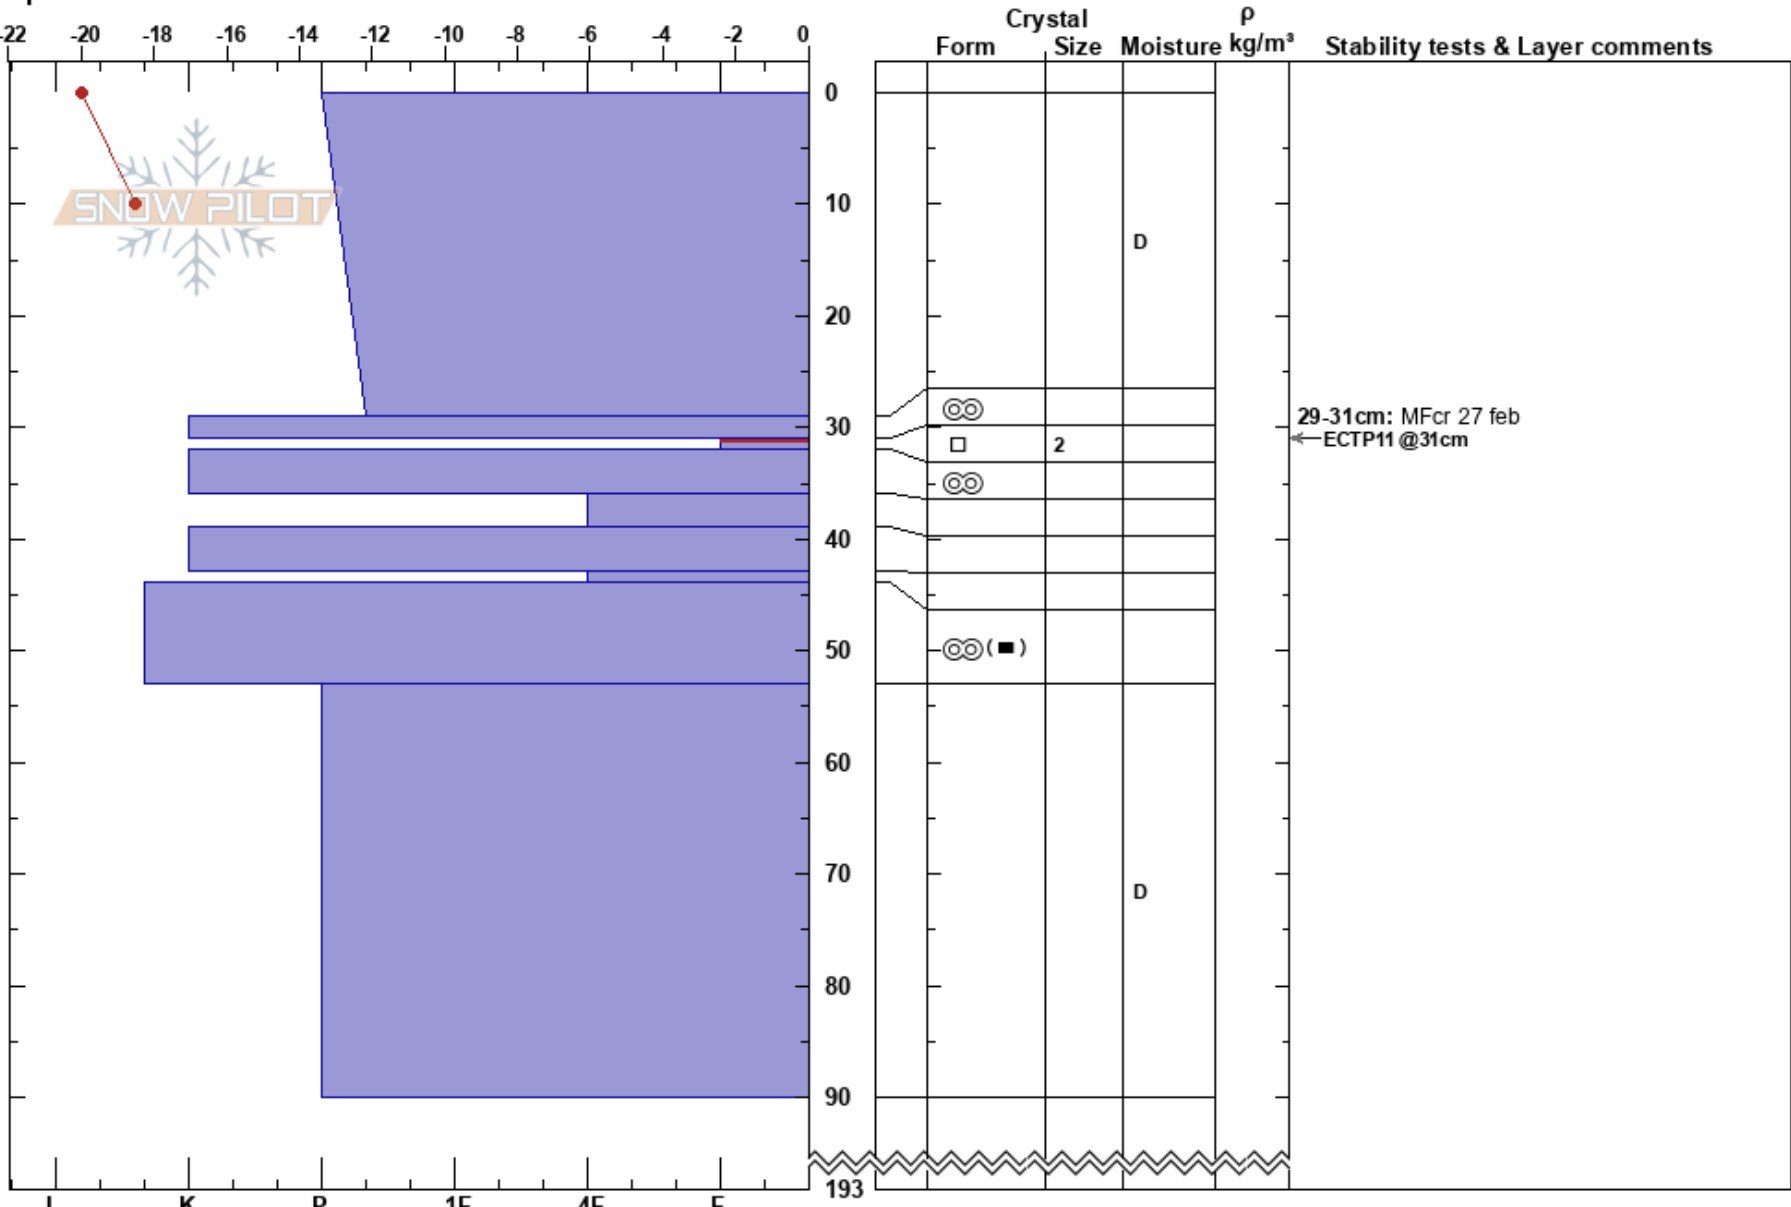 Crystal ρ
-22 -20 -18 -16 -14 -12 -10 -8 -6 -4 -2 0 Form Size Moisture kg/m³ Stability tests & Layer comments
0
SNOW PILOT
10
D
20
29-31cm: MFcr 27 feb
30
ECTP11 @31cm
2
40
50
( )
60
70
D
80
90
193
I K P 1F 4F F